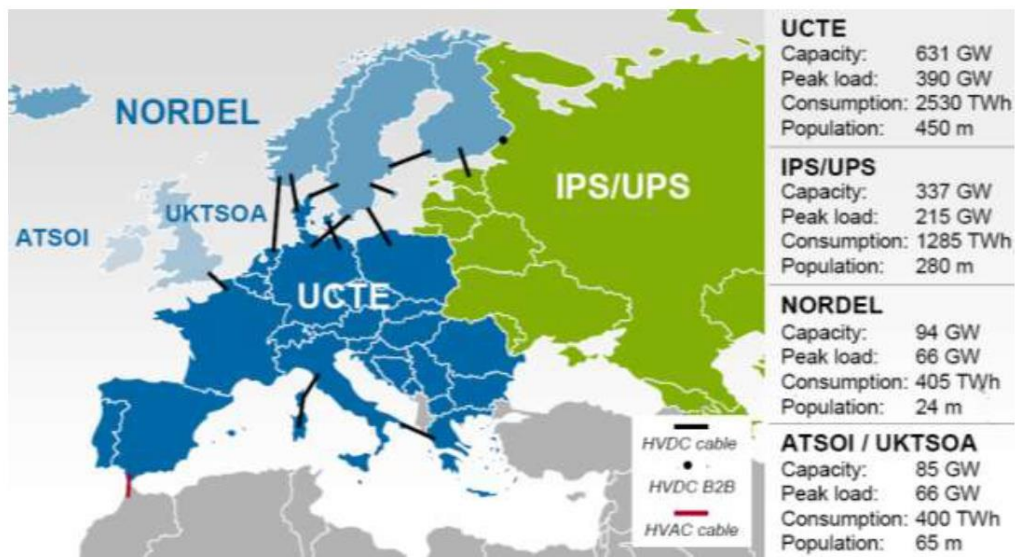 NORDEL
UKTSOA
ATSOI
IPS/UPS
UCTE
HVDC cable
HVDC B2B
HVAC cable
UCTE
Capacity: 631 GW
Peak load: 390 GW
Consumption: 2530 TWh
Population: 450 m
IPS/UPS
Capacity: 337 GW
Peak load: 215 GW
Consumption: 1285 TWh
Population: 280 m
NORDEL
Capacity: 94 GW
Peak load: 66 GW
Consumption: 405 TWh
Population: 24 m
ATSOI / UKTSOA
Capacity: 85 GW
Peak load: 66 GW
Consumption: 400 TWh
Population: 65 m